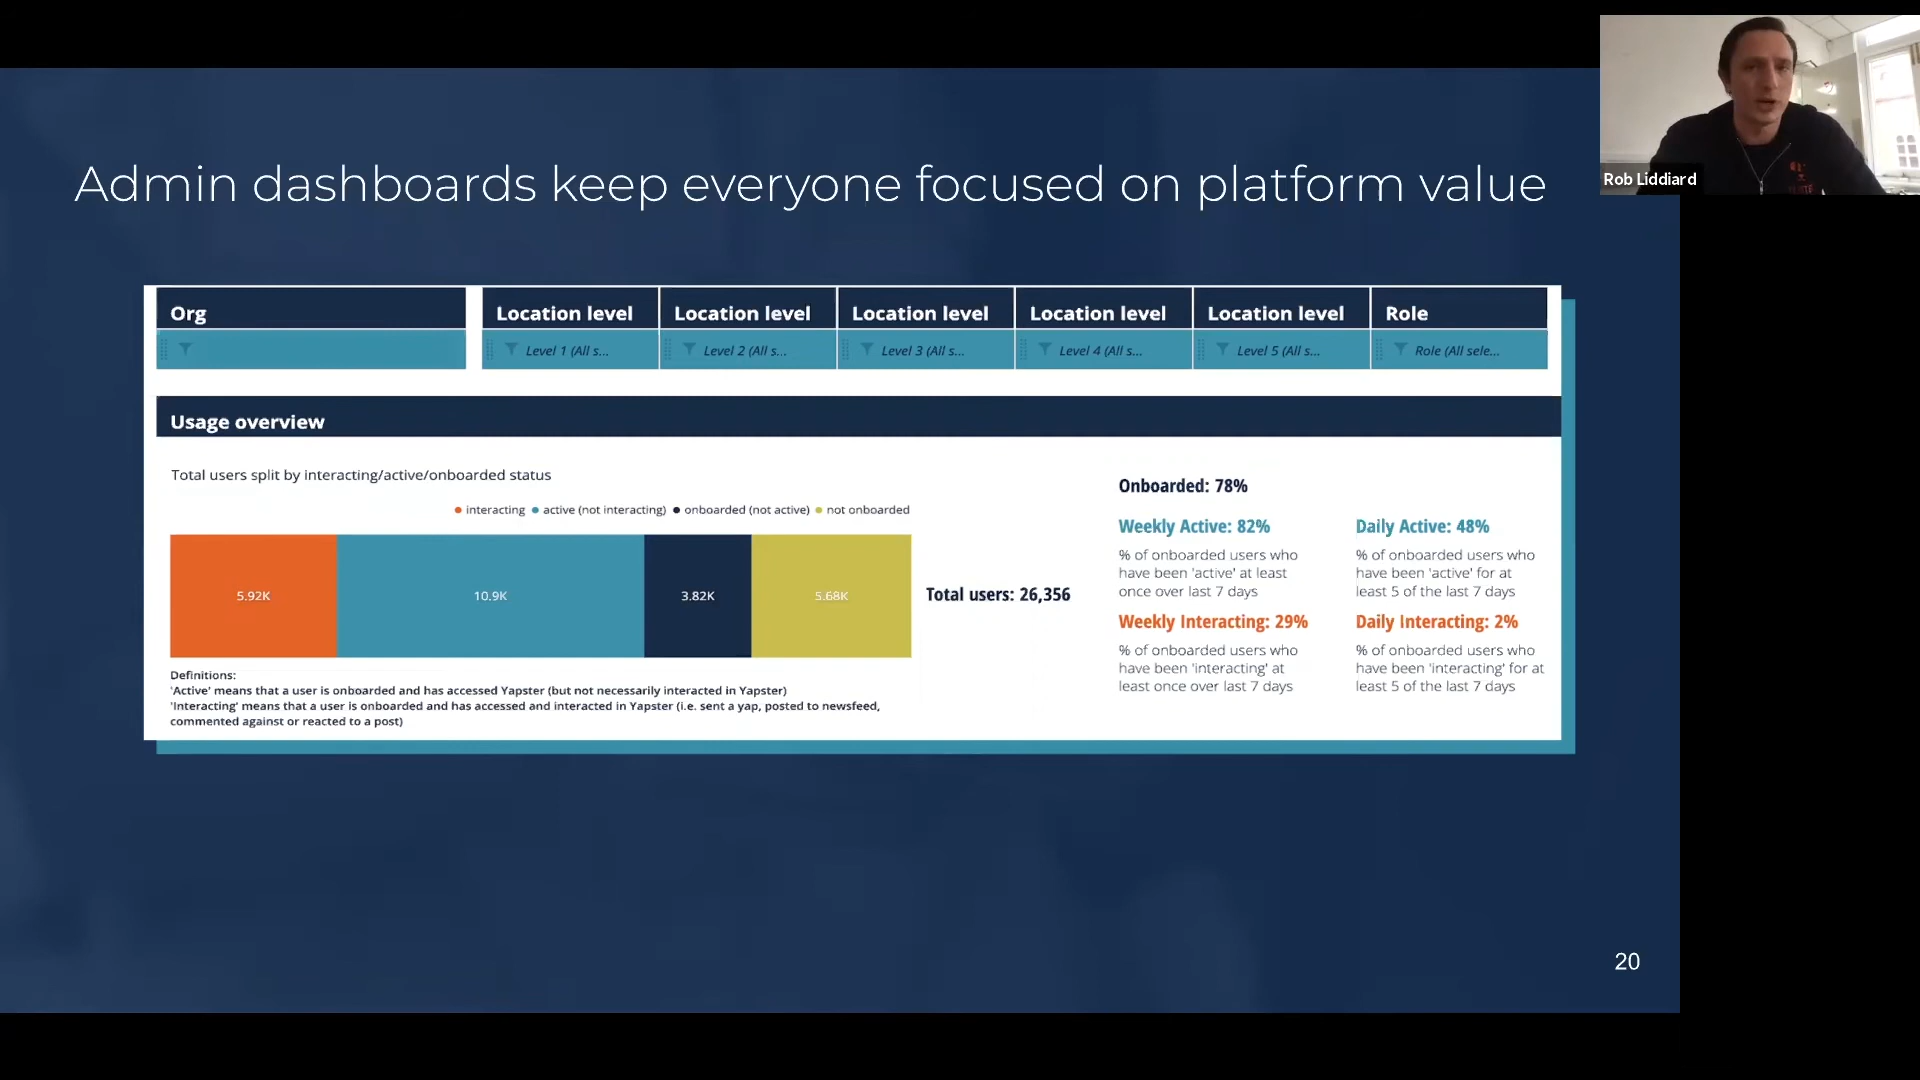 Admin dashboards keep everyone focused on platform value
Rob Liddiard
Org
Location level
Location level
Location level
Location level
Location level
Role
Level 1 (All s...
Level 2 (All s...
Level 3 (All s...
Level 4 (All s...
Level 5 (All s...
Role (All sele...
Usage overview
Total users split by interacting/active/onboarded status
interacting
active (not interacting)
onboarded (not active)
not onboarded
5.92K
10.9K
3.82K
5.68K
Total users: 26,356
Definitions:
'Active' means that a user is onboarded and has accessed Yapster (but not necessarily interacted in Yapster)
'Interacting' means that a user is onboarded and has accessed and interacted in Yapster (i.e. sent a yap, posted to newsfeed,
commented against or reacted to a post)
Onboarded: 78%
Weekly Active: 82%
% of onboarded users who
have been 'active' at least
once over last 7 days
Daily Active: 48%
% of onboarded users who
have been 'active' for at
least 5 of the last 7 days
Weekly Interacting: 29%
% of onboarded users who
have been 'interacting' at
least once over last 7 days
Daily Interacting: 2%
% of onboarded users who
have been 'interacting' for at
least 5 of the last 7 days
20